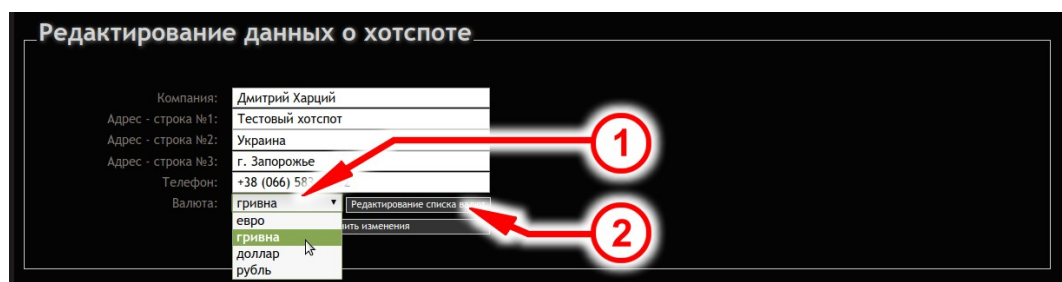 Редактирование данных о хотспоте
Компания: Дмитрий Харций
Адрес - строка №1: Тестовый хотспот
Адрес - строка №2: Украина
Адрес - строка №3: г. Запорожье
Телефон: +38 (066)
Валюта: гривна Редактирование списка
евро
гривна изменения
доллар
рубль
1
2